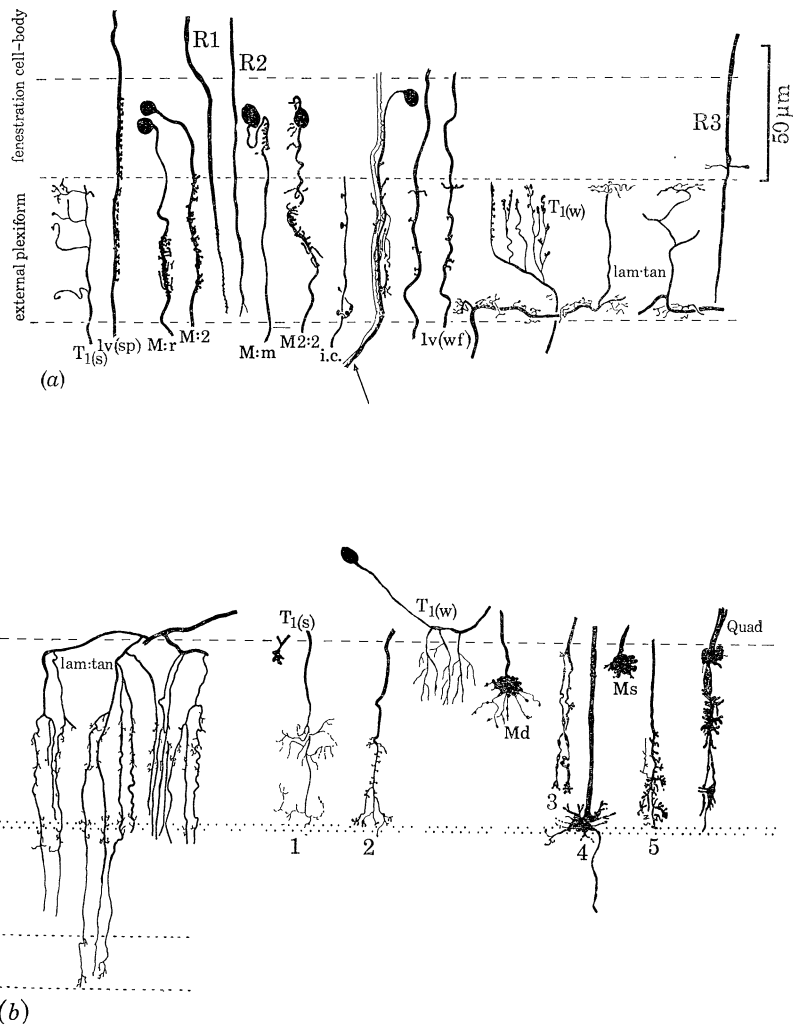 fenestration cell-body
external plexiform
R1
R2
R3
50 μm
T1(w)
lam·tan
T1(s)
lv(sp)
M:r
M:2
M:m
M2:2
i.c.
lv(wf)
(a)
T1(s)
T1(w)
Quad
lam:tan
Md
Ms
3
1
2
4
5
(b)